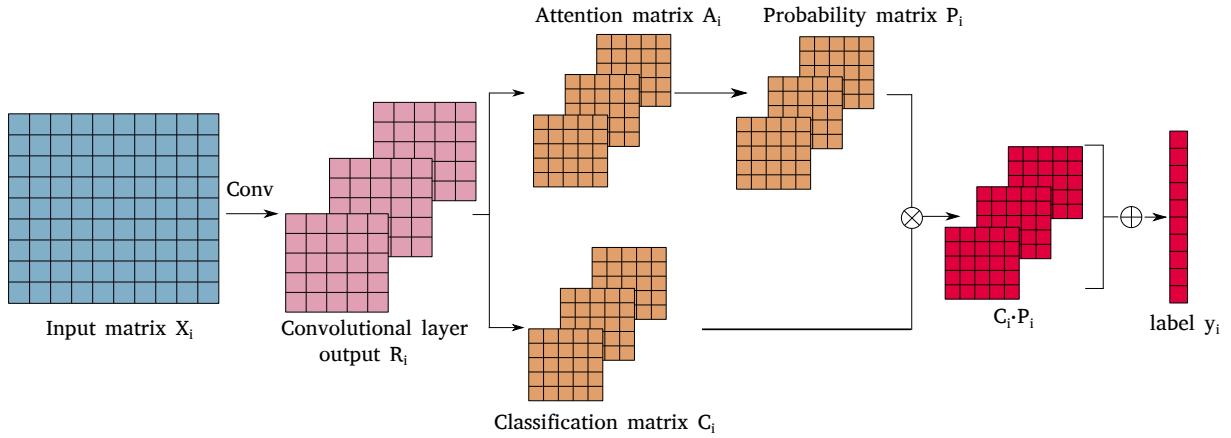 Attention matrix Aᵢ
Probability matrix Pᵢ
Conv
Input matrix Xᵢ
Convolutional layer
output Rᵢ
Classification matrix Cᵢ
Cᵢ·Pᵢ
label yᵢ